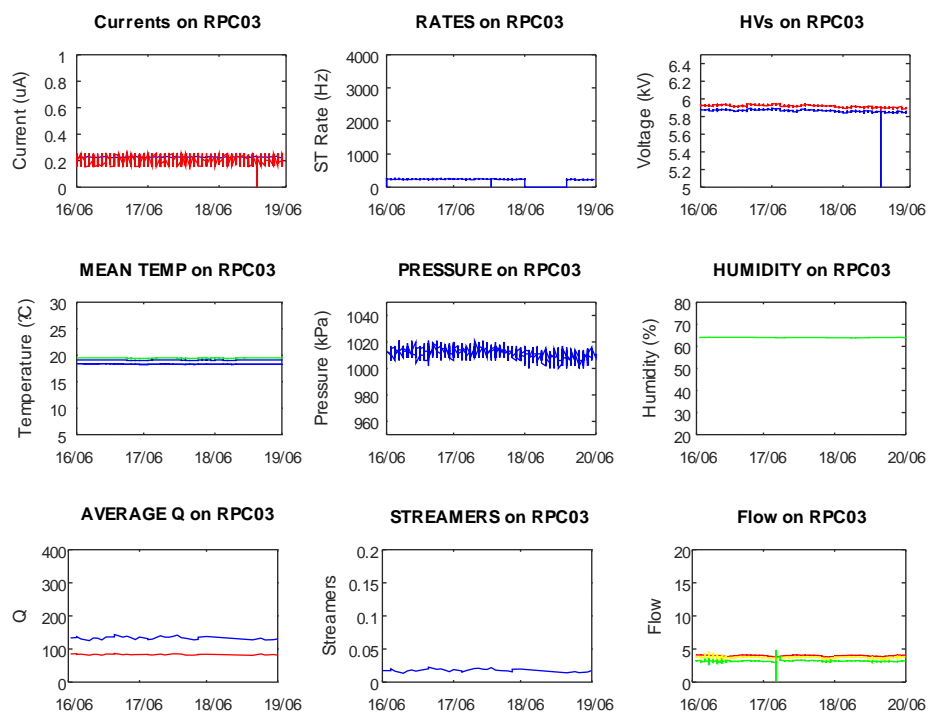 Currents on RPC03
RATES on RPC03
HVs on RPC03
1
0.8
0.6
0.4
0.2
0
Current (uA)
16/06 17/06 18/06 19/06
4000
3000
2000
1000
0
ST Rate (Hz)
16/06 17/06 18/06 19/06
6.4
6.2
6
5.8
5.6
5.4
5.2
5
Voltage (kV)
16/06 17/06 18/06 19/06
MEAN TEMP on RPC03
PRESSURE on RPC03
HUMIDITY on RPC03
30
25
20
15
10
5
Temperature (?C)
16/06 17/06 18/06 19/06
1040
1020
1000
980
960
Pressure (kPa)
16/06 17/06 18/06 20/06
80
70
60
50
40
30
20
Humidity (%)
16/06 17/06 18/06 20/06
AVERAGE Q on RPC03
STREAMERS on RPC03
Flow on RPC03
400
300
200
100
0
Q
16/06 17/06 18/06 19/06
0.2
0.15
0.1
0.05
0
Streamers
16/06 17/06 18/06 19/06
20
15
10
5
0
Flow
16/06 17/06 18/06 20/06